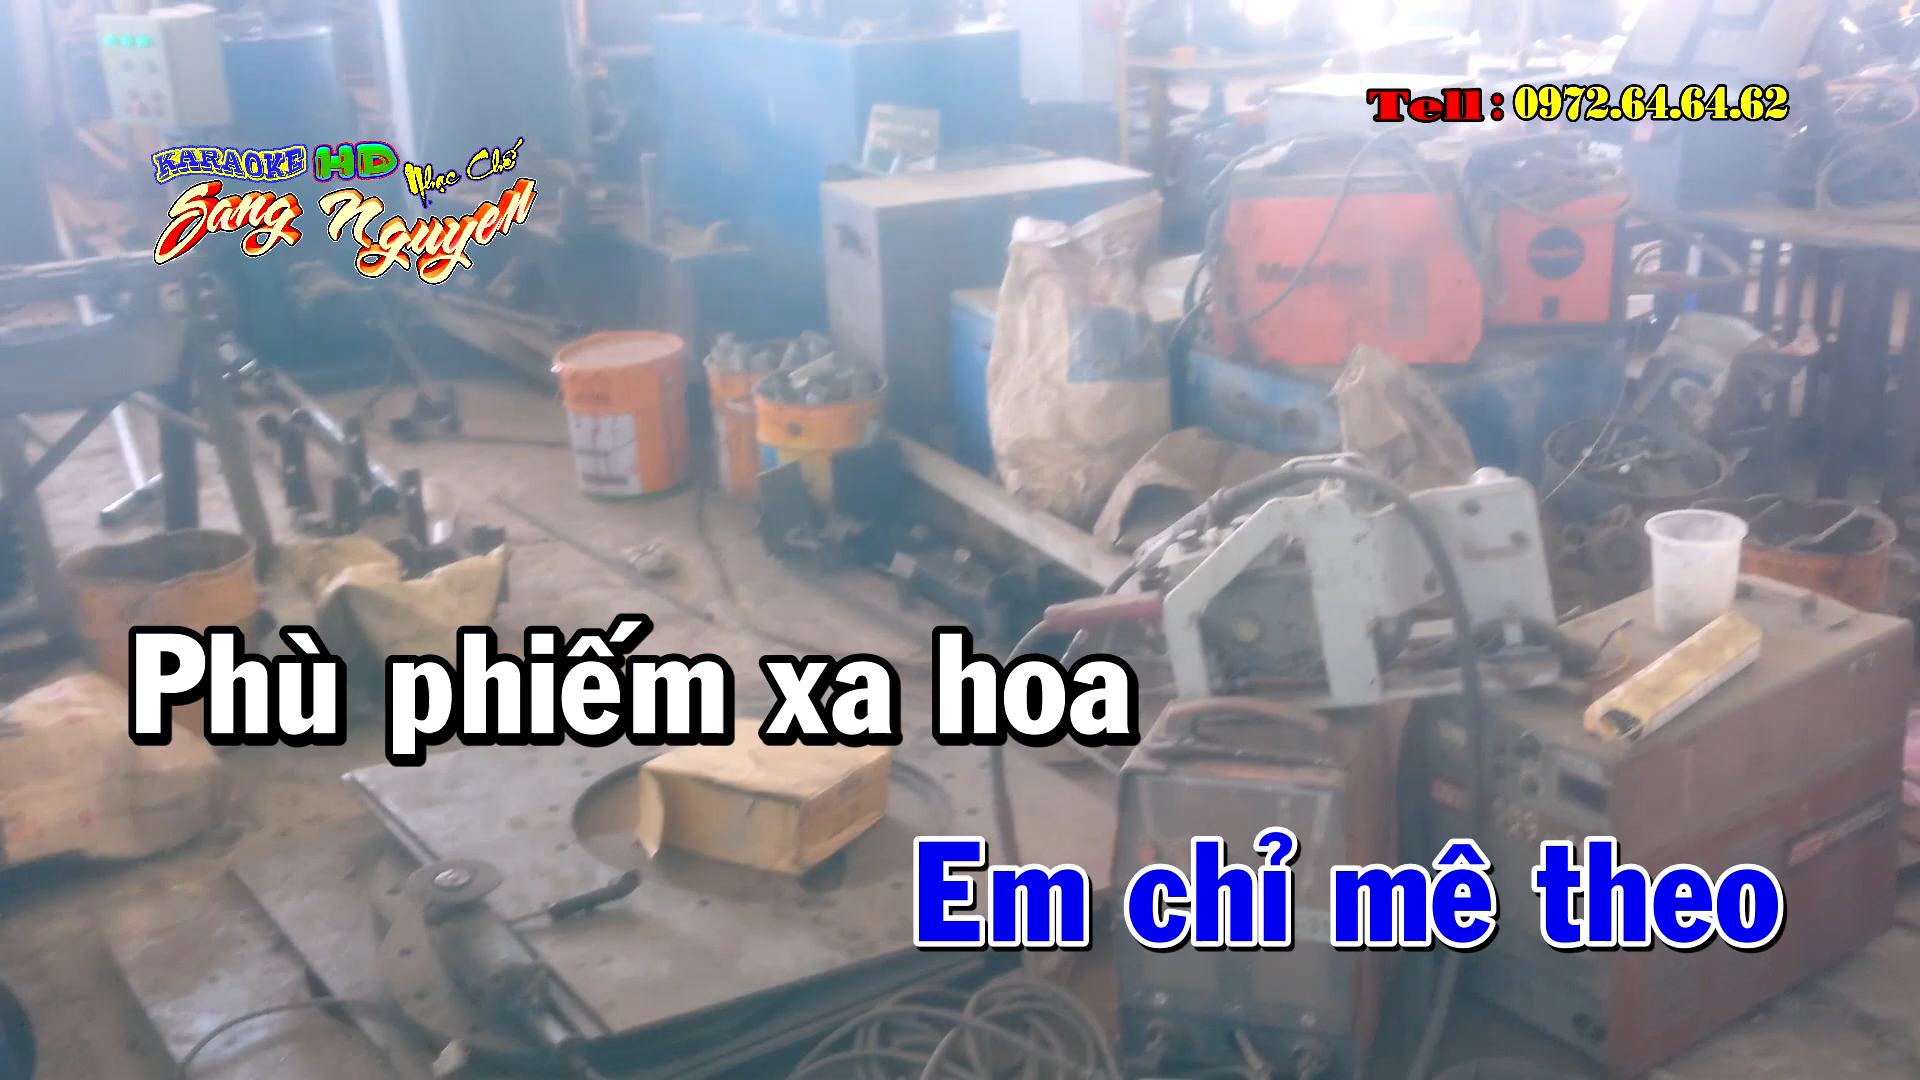 Tell : 0972.64.64.62
KARAOKE HD Nhạc Chế
Sang Nguyen
Phù phiếm xa hoa
Em chỉ mê theo